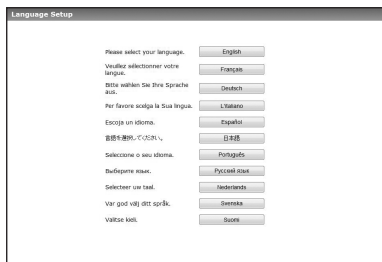 Language Setup
Please select your language.
English
Veuillez sélectionner votre
langue.
Français
Bitte wählen Sie Ihre Sprache
aus.
Deutsch
Per favore scelga la Sua lingua.
L'Italiano
Escoja un idioma.
Español
言語を選択してください。
日本語
Seleccione o seu idioma.
Português
Выберите язык.
Русский язык
Selecteer uw taal.
Nederlands
Var god välj ditt språk.
Svenska
Valitse kieli.
Suomi